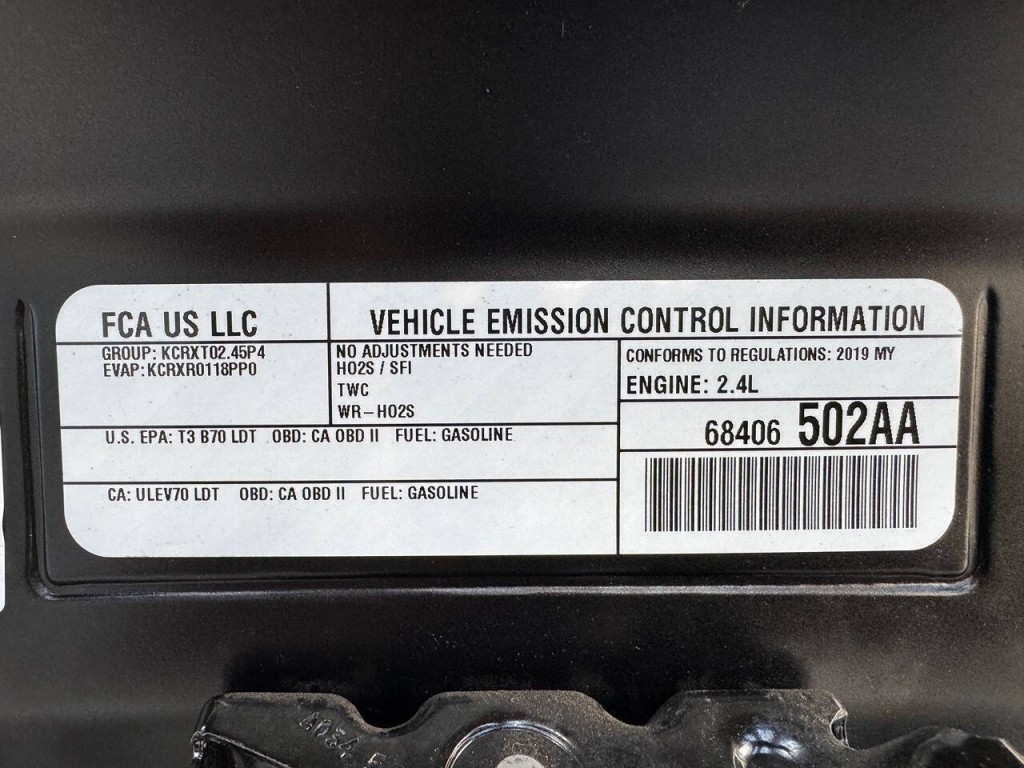 FCA US LLC
VEHICLE EMISSION CONTROL INFORMATION
GROUP: KCRXT02.45P4
EVAP: KCRXR0118PP0
NO ADJUSTMENTS NEEDED
HO2S / SFI
TWC
WR-HO2S
CONFORMS TO REGULATIONS: 2019 MY
ENGINE: 2.4L
68406 502AA
U.S. EPA: T3 B70 LDT OBD: CA OBD II FUEL: GASOLINE
CA: ULEV70 LDT OBD: CA OBD II FUEL: GASOLINE